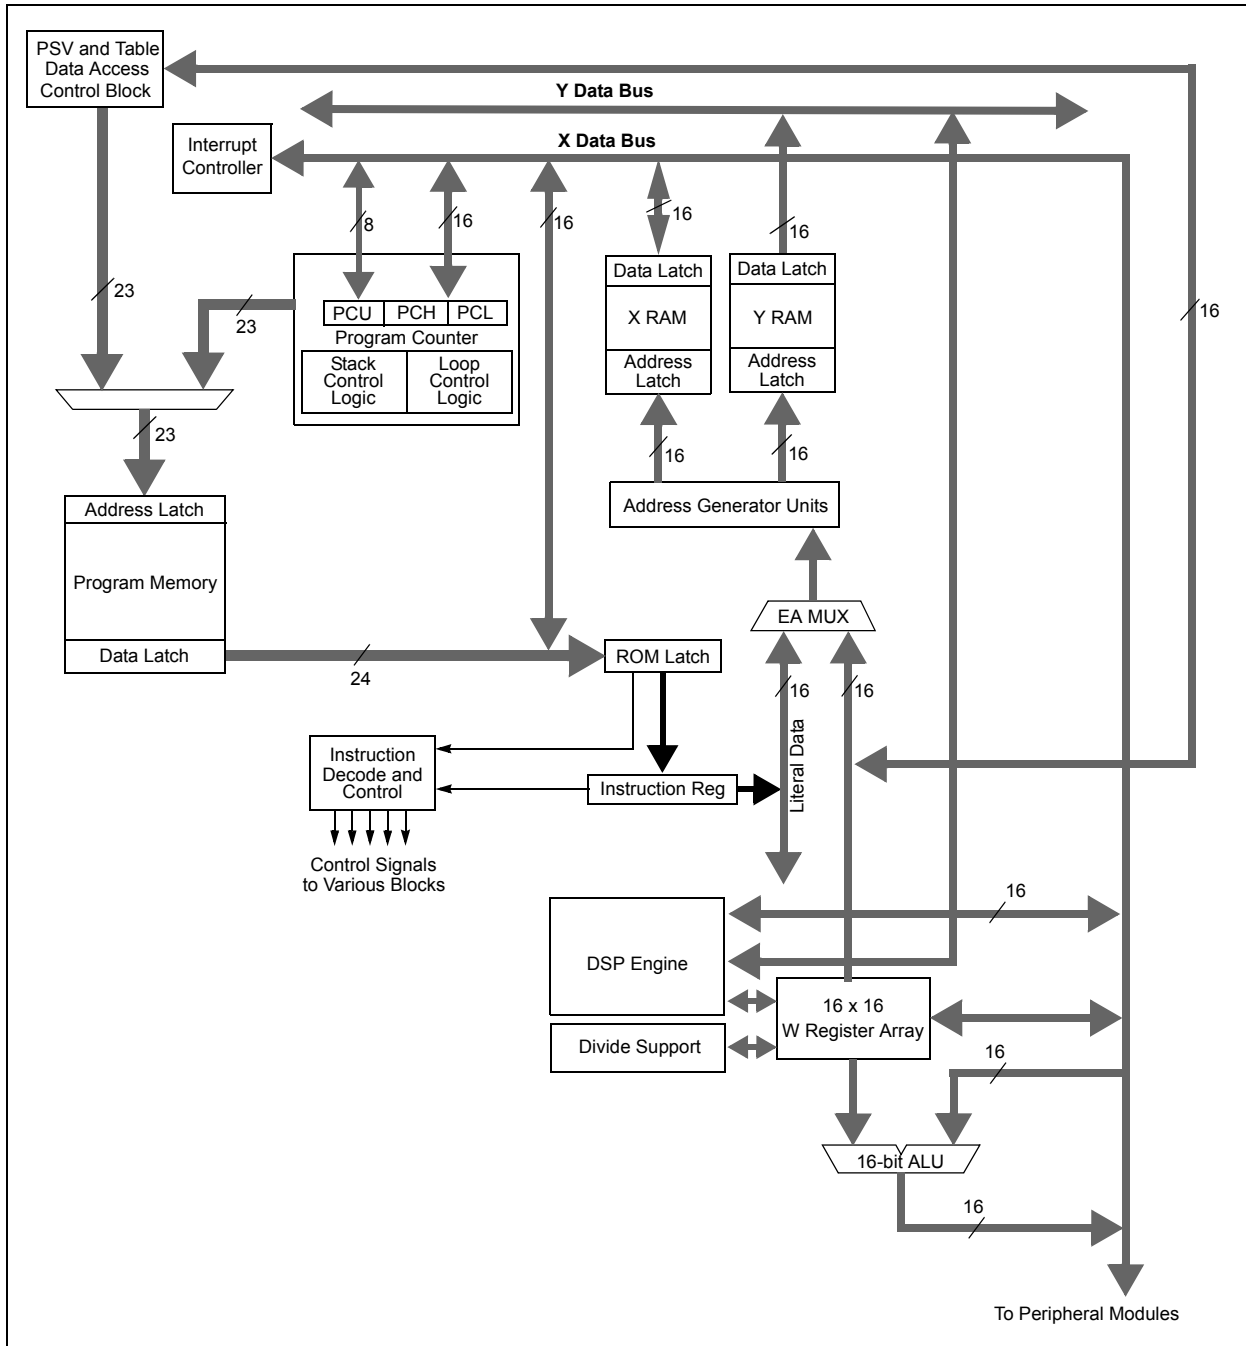 PSV and Table
Data Access
Control Block
Y Data Bus
X Data Bus
Interrupt
Controller
8
16
16
16
16
16
23
23
PCU
PCH
PCL
Program Counter
Stack
Control
Logic
Loop
Control
Logic
Data Latch
X RAM
Address
Latch
Data Latch
Y RAM
Address
Latch
23
16
16
Address Latch
Program Memory
Data Latch
Address Generator Units
EA MUX
24
ROM Latch
16
16
Literal Data
Instruction
Decode and
Control
Instruction Reg
Control Signals
to Various Blocks
16
DSP Engine
16 x 16
W Register Array
Divide Support
16
16-bit ALU
16
To Peripheral Modules